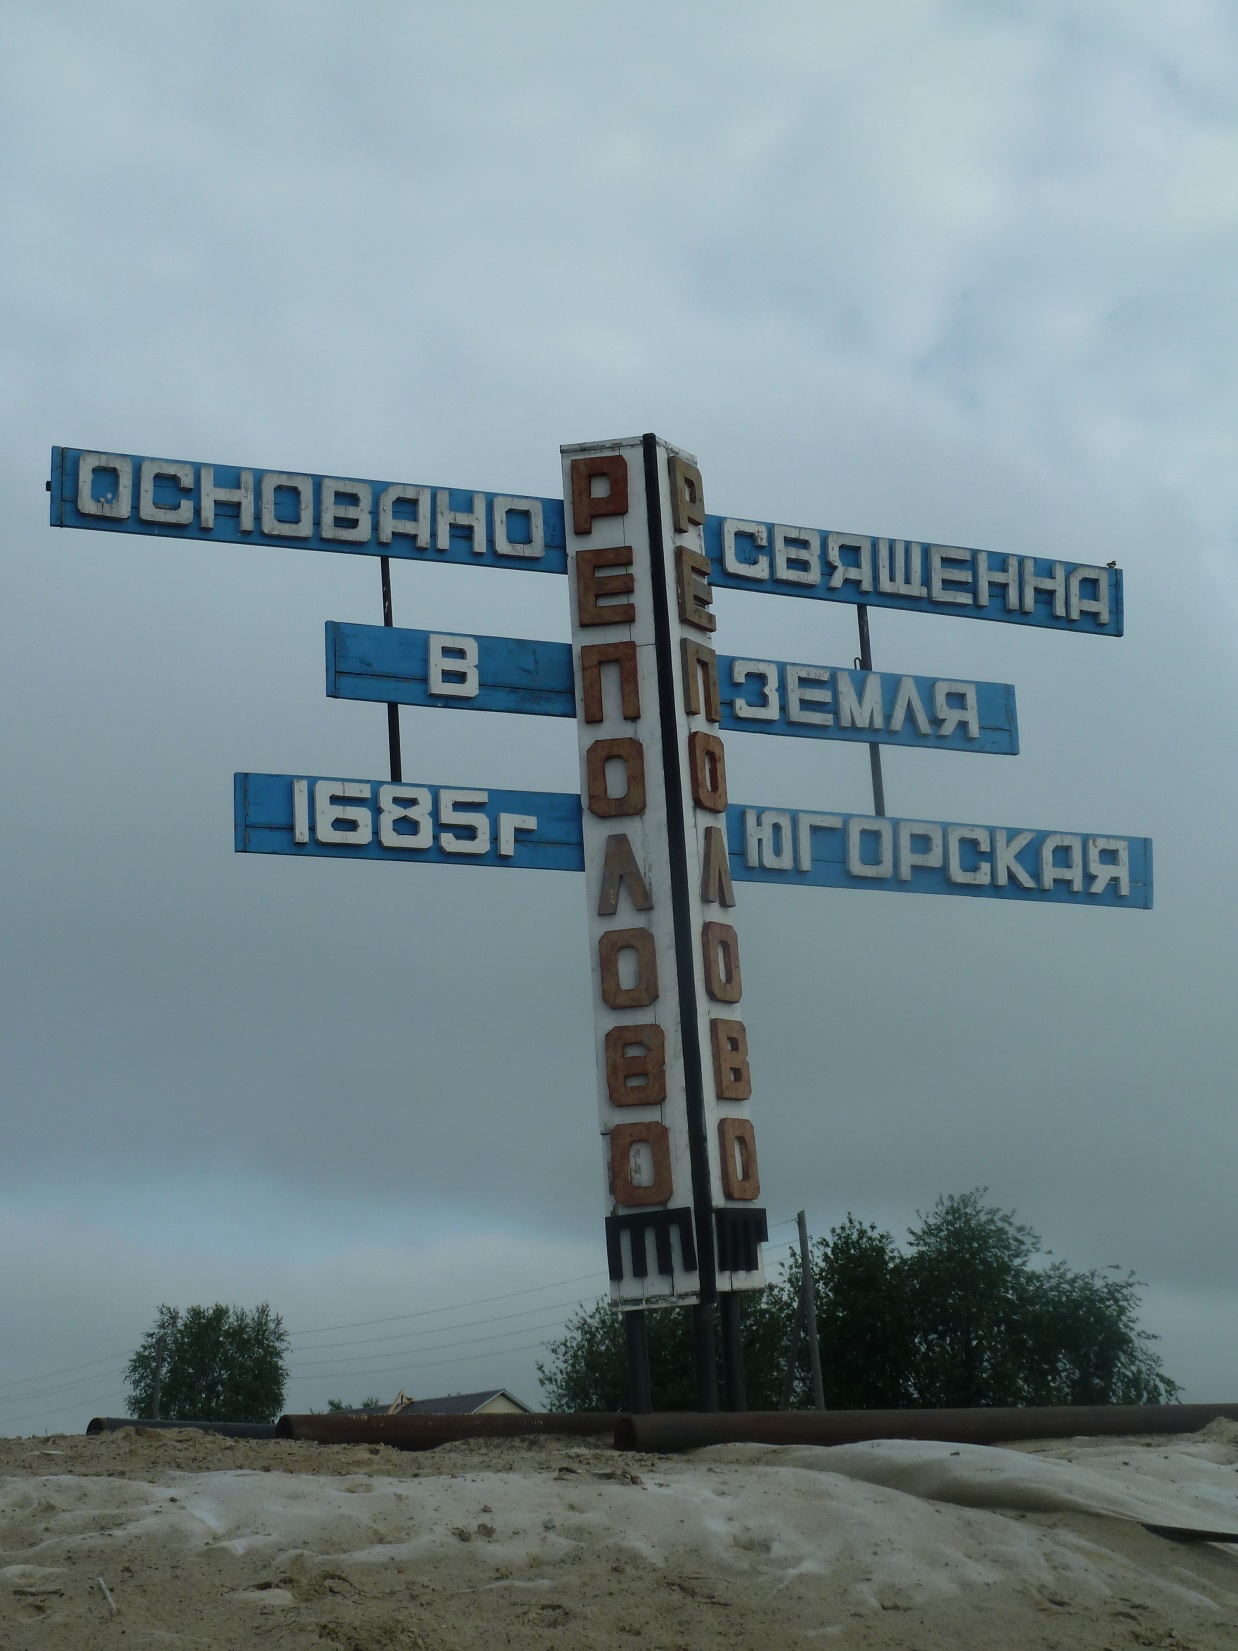 ОСНОВАНО
В
1685г
РЕПОЛОВО
РЕПОЛОВО
СВЯЩЕННА
ЗЕМЛЯ
ЮГОРСКАЯ